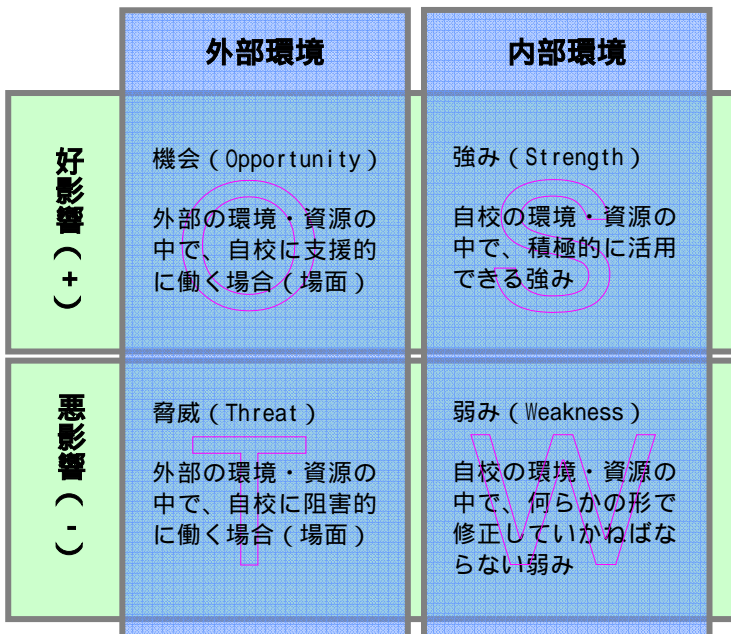 外部環境
内部環境
好影響(+)
機会(Opportunity)
外部の環境・資源の
中で、自校に支援的
に働く場合(場面)
O
強み(Strength)
自校の環境・資源の
中で、積極的に活用
できる強み
S
悪影響(-)
脅威(Threat)
外部の環境・資源の
中で、自校に阻害的
に働く場合(場面)
T
弱み(Weakness)
自校の環境・資源の
中で、何らかの形で
修正していかねばな
らない弱み
W